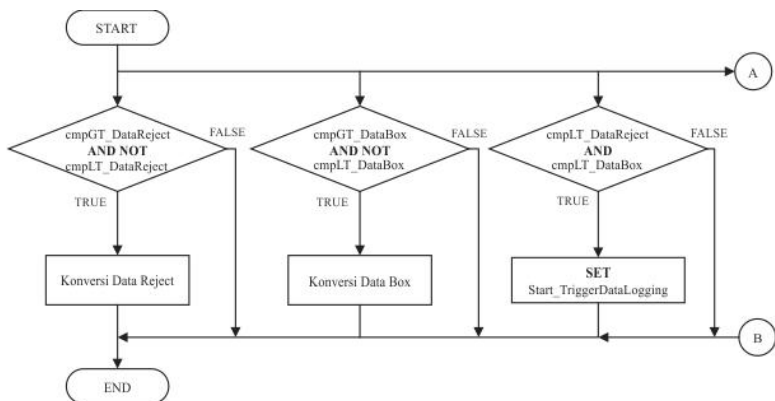 START
A
cmpGT_DataReject
AND NOT
cmpLT_DataReject
FALSE
TRUE
cmpGT_DataBox
AND NOT
cmpLT_DataBox
FALSE
TRUE
cmpLT_DataReject
AND
cmpLT_DataBox
FALSE
TRUE
Konversi Data Reject
Konversi Data Box
SET
Start_TriggerDataLogging
B
END